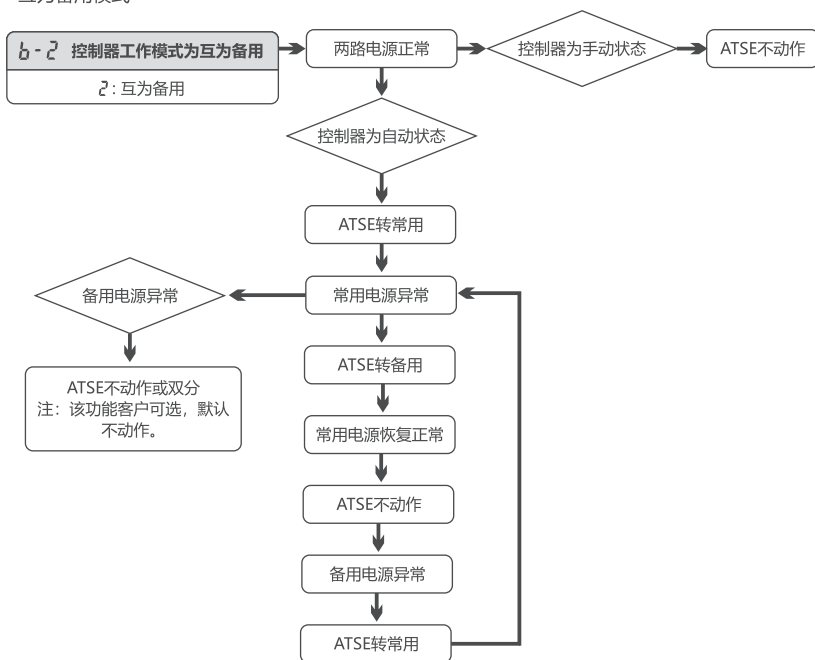 b-2 控制器工作模式为互为备用
2: 互为备用
两路电源正常
控制器为手动状态
ATSE不动作
控制器为自动状态
ATSE转常用
常用电源异常
备用电源异常
ATSE不动作或双分
注：该功能客户可选，默认
不动作。
ATSE转备用
常用电源恢复正常
ATSE不动作
备用电源异常
ATSE转常用